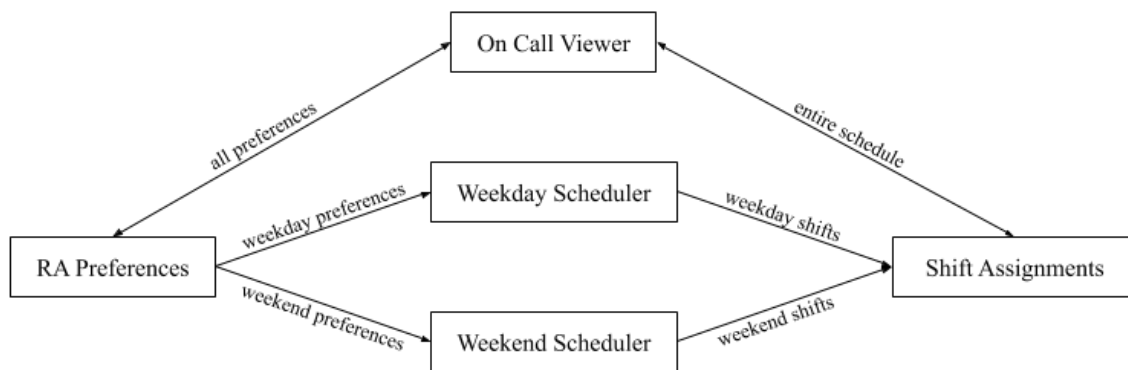 On Call Viewer
all preferences
entire schedule
Weekday Scheduler
weekday preferences
weekday shifts
RA Preferences
Shift Assignments
weekend preferences
weekend shifts
Weekend Scheduler